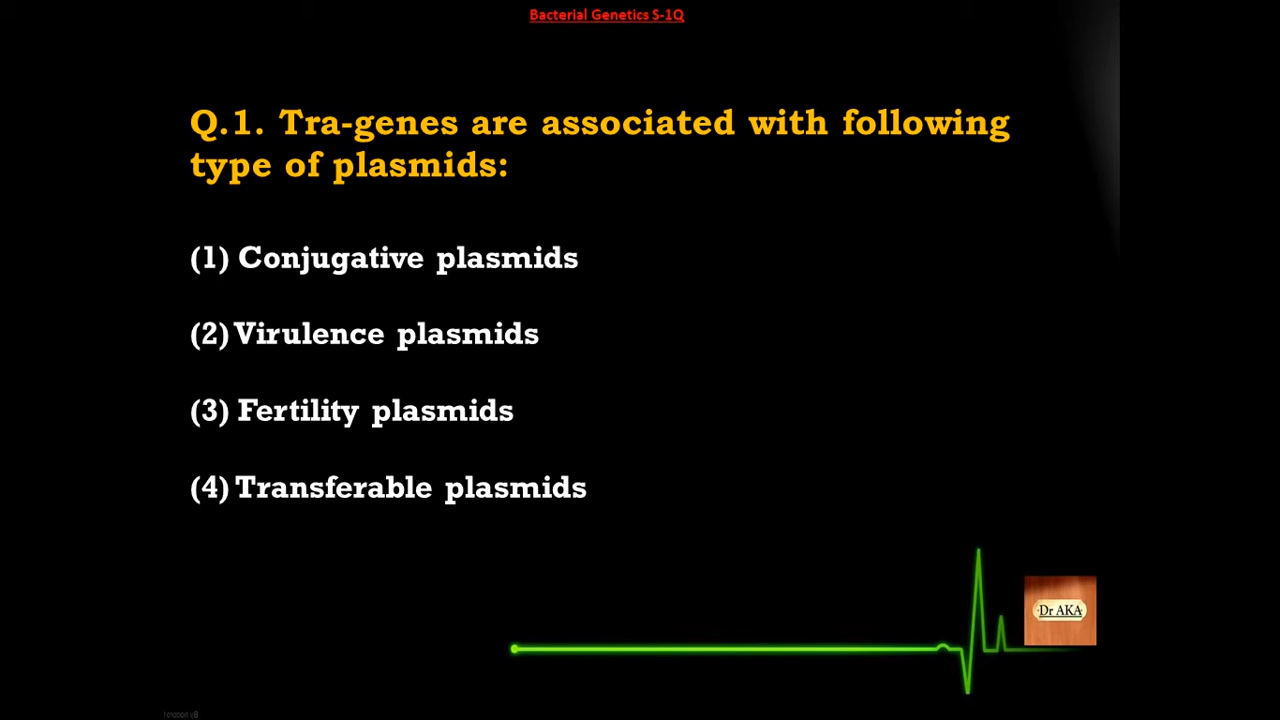 Bacterial Genetics S-1Q
Q.1. Tra-genes are associated with following
type of plasmids:
(1) Conjugative plasmids
(2) Virulence plasmids
(3) Fertility plasmids
(4) Transferable plasmids
Dr AKA